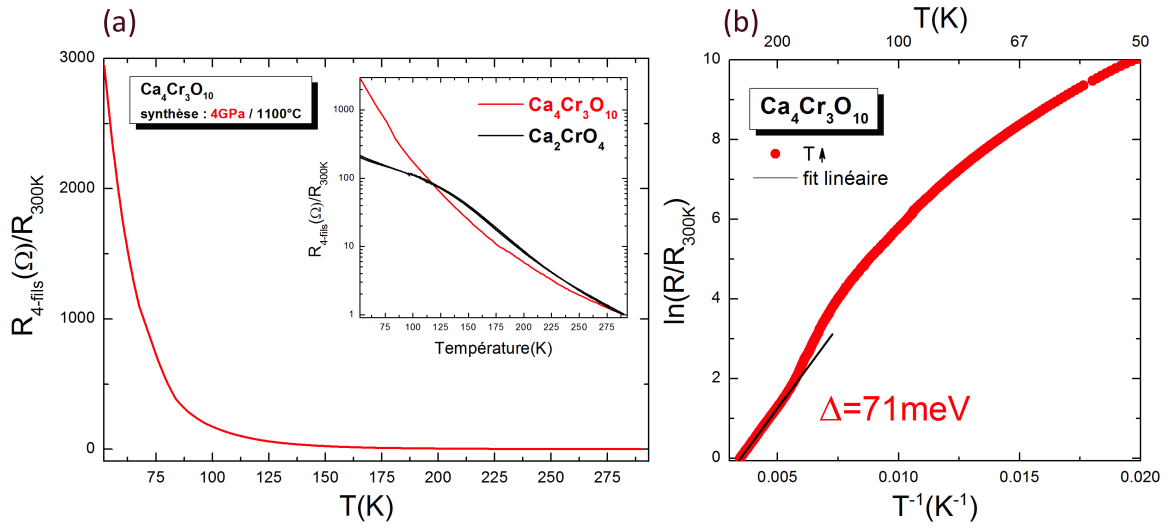 (a)
3000
2000
1000
0
R4-fils(Ω)/R300K
75 100 125 150 175 200 225 250 275
T(K)
Ca4Cr3O10
synthèse : 4GPa / 1100°C
1000
100
10
1
R4-fils(Ω)/R300K
75 100 125 150 175 200 225 250 275
Température(K)
Ca4Cr3O10
Ca2CrO4
(b)
T(K)
200 100 67 50
10
8
6
4
2
0
ln(R/R300K)
Ca4Cr3O10
T
fit linéaire
Δ=71meV
0.005 0.010 0.015 0.020
T-1(K-1)